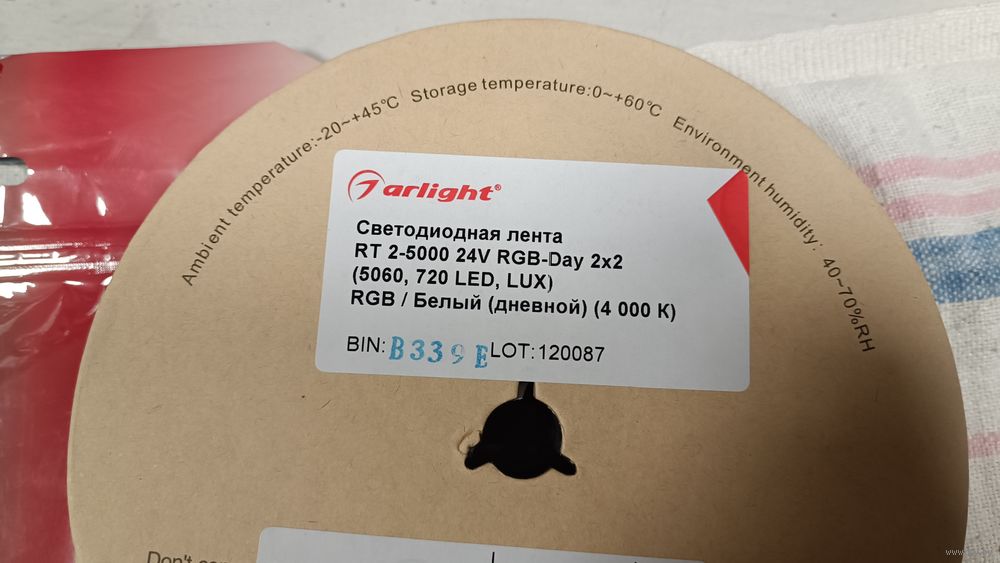 Ambient temperature:-20~+45℃ Storage temperature:0~+60℃ Environment humidity: 40~70%RH
arlight®
Светодиодная лента
RT 2-5000 24V RGB-Day 2x2
(5060, 720 LED, LUX)
RGB / Белый (дневной) (4 000 K)
BIN: B339E LOT: 120087
Don't